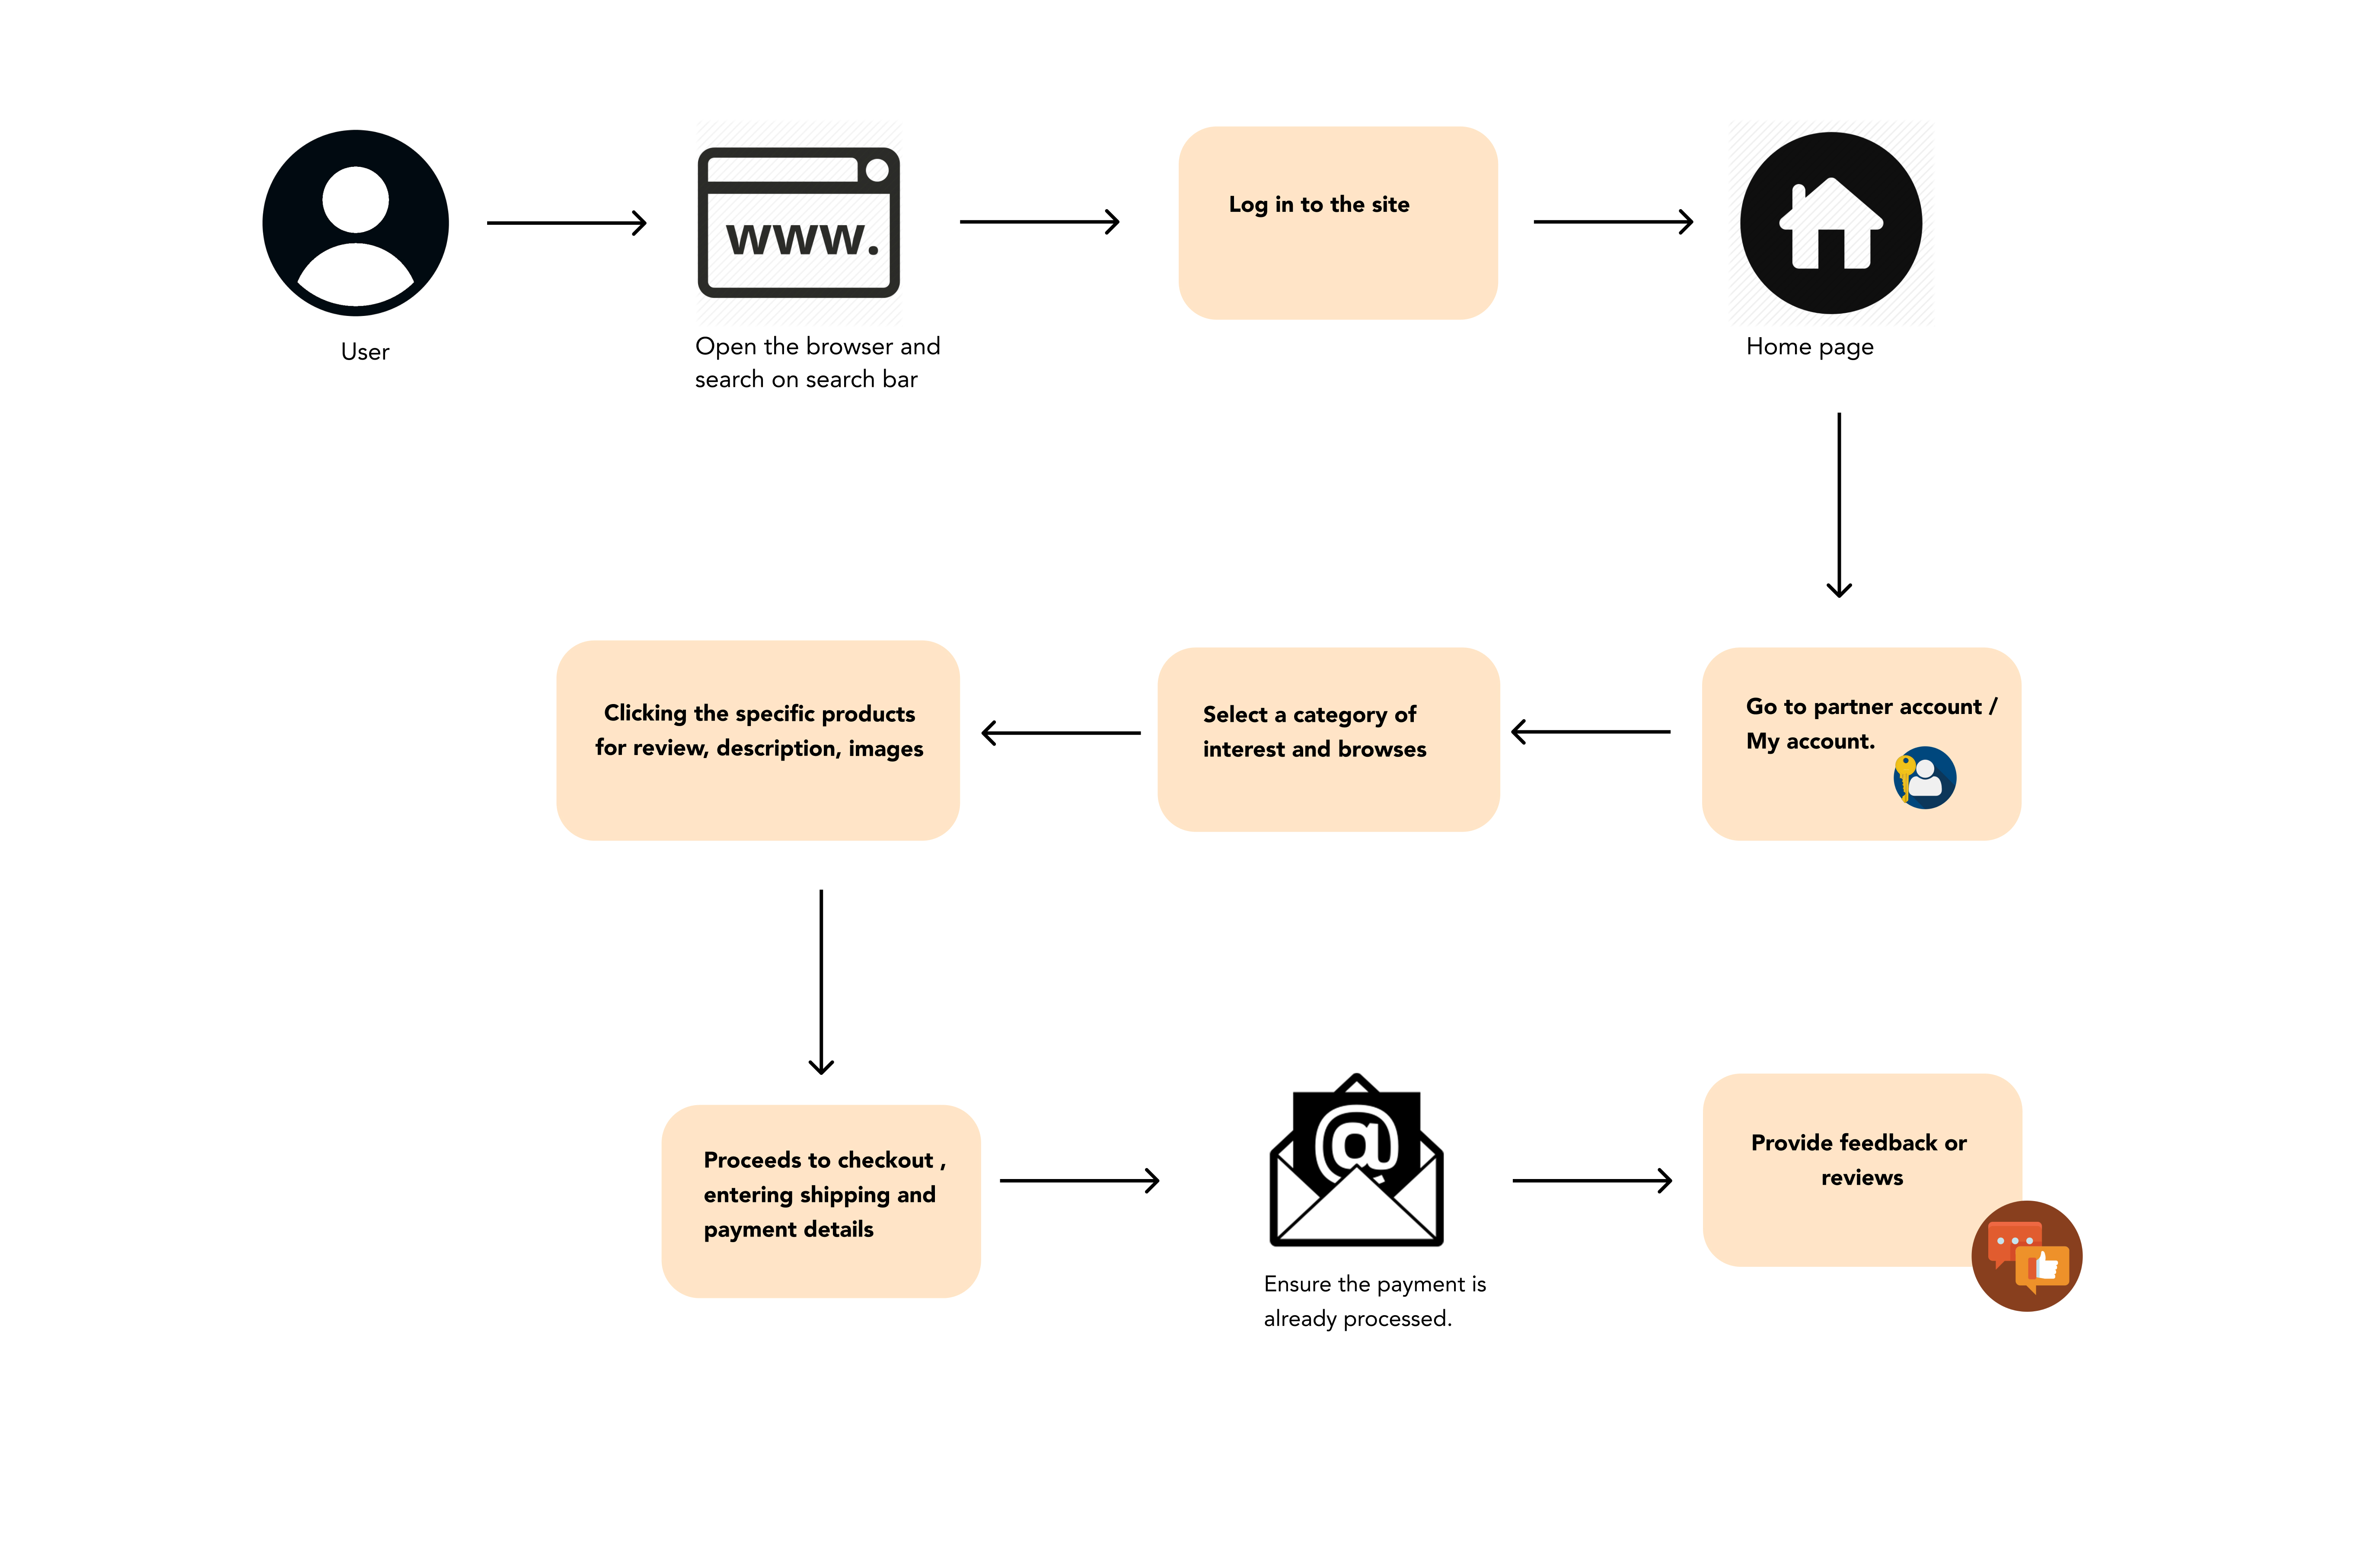 www.
Log in to the site
User
Open the browser and
search on search bar
Home page
Go to partner account /
My account.
Select a category of
interest and browses
Clicking the specific products
for review, description, images
Proceeds to checkout ,
entering shipping and
payment details
@
Ensure the payment is
already processed.
Provide feedback or
reviews